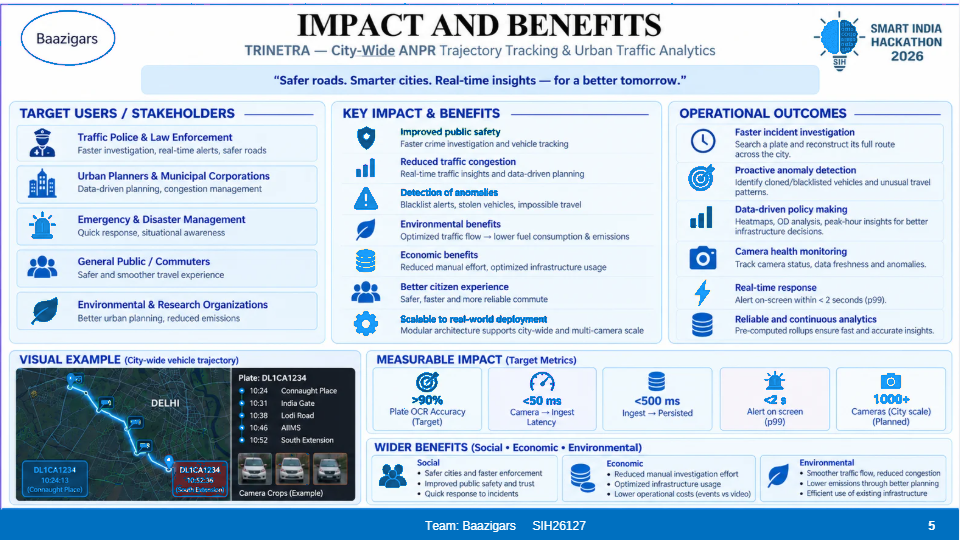 Baazigars
IMPACT AND BENEFITS
TRINETRA — City-Wide ANPR Trajectory Tracking & Urban Traffic Analytics
SMART INDIA
HACKATHON
2026
SIH
“Safer roads. Smarter cities. Real-time insights — for a better tomorrow.”
TARGET USERS / STAKEHOLDERS
Traffic Police & Law Enforcement
Faster investigation, real-time alerts, safer roads
Urban Planners & Municipal Corporations
Data-driven planning, congestion management
Emergency & Disaster Management
Quick response, situational awareness
General Public / Commuters
Safer and smoother travel experience
Environmental & Research Organizations
Better urban planning, reduced emissions
KEY IMPACT & BENEFITS
Improved public safety
Faster crime investigation and vehicle tracking
Reduced traffic congestion
Real-time traffic insights and data-driven planning
Detection of anomalies
Blacklist alerts, stolen vehicles, impossible travel
Environmental benefits
Optimized traffic flow → lower fuel consumption & emissions
Economic benefits
Reduced manual effort, optimized infrastructure usage
Better citizen experience
Safer, faster and more reliable commute
Scalable to real-world deployment
Modular architecture supports city-wide and multi-camera scale
OPERATIONAL OUTCOMES
Faster incident investigation
Search a plate and reconstruct its full route
across the city.
Proactive anomaly detection
Identify cloned/blacklisted vehicles and unusual travel
patterns.
Data-driven policy making
Heatmaps, OD analysis, peak-hour insights for better
infrastructure decisions.
Camera health monitoring
Track camera status, data freshness and anomalies.
Real-time response
Alert on-screen within < 2 seconds (p99).
Reliable and continuous analytics
Pre-computed rollups ensure fast and accurate insights.
VISUAL EXAMPLE (City-wide vehicle trajectory)
DELHI
DL1CA1234
10:24:13
(Connaught Place)
DL1CA1234
10:52:36
(South Extension)
Plate: DL1CA1234
10:24 Connaught Place
10:31 India Gate
10:38 Lodi Road
10:46 AIIMS
10:52 South Extension
Camera Crops (Example)
MEASURABLE IMPACT (Target Metrics)
>90%
Plate OCR Accuracy
(Target)
<50 ms
Camera → Ingest
Latency
<500 ms
Ingest → Persisted
<2 s
Alert on screen
(p99)
1000+
Cameras (City scale)
(Planned)
WIDER BENEFITS (Social • Economic • Environmental)
Social
• Safer cities and faster enforcement
• Improved public safety and trust
• Quick response to incidents
Economic
• Reduced manual investigation effort
• Optimized infrastructure usage
• Lower operational costs (events vs video)
Environmental
• Smoother traffic flow, reduced congestion
• Lower emissions through better planning
• Efficient use of existing infrastructure
Team: Baazigars SIH26127
5